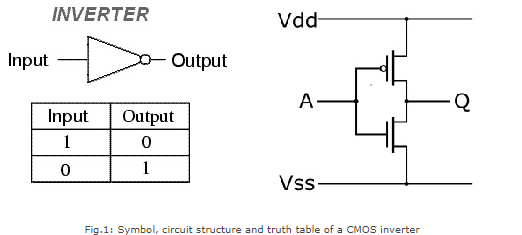 INVERTER
Input
Output
Input Output
1 0
0 1
Vdd
A
Q
Vss
Fig.1: Symbol, circuit structure and truth table of a CMOS inverter